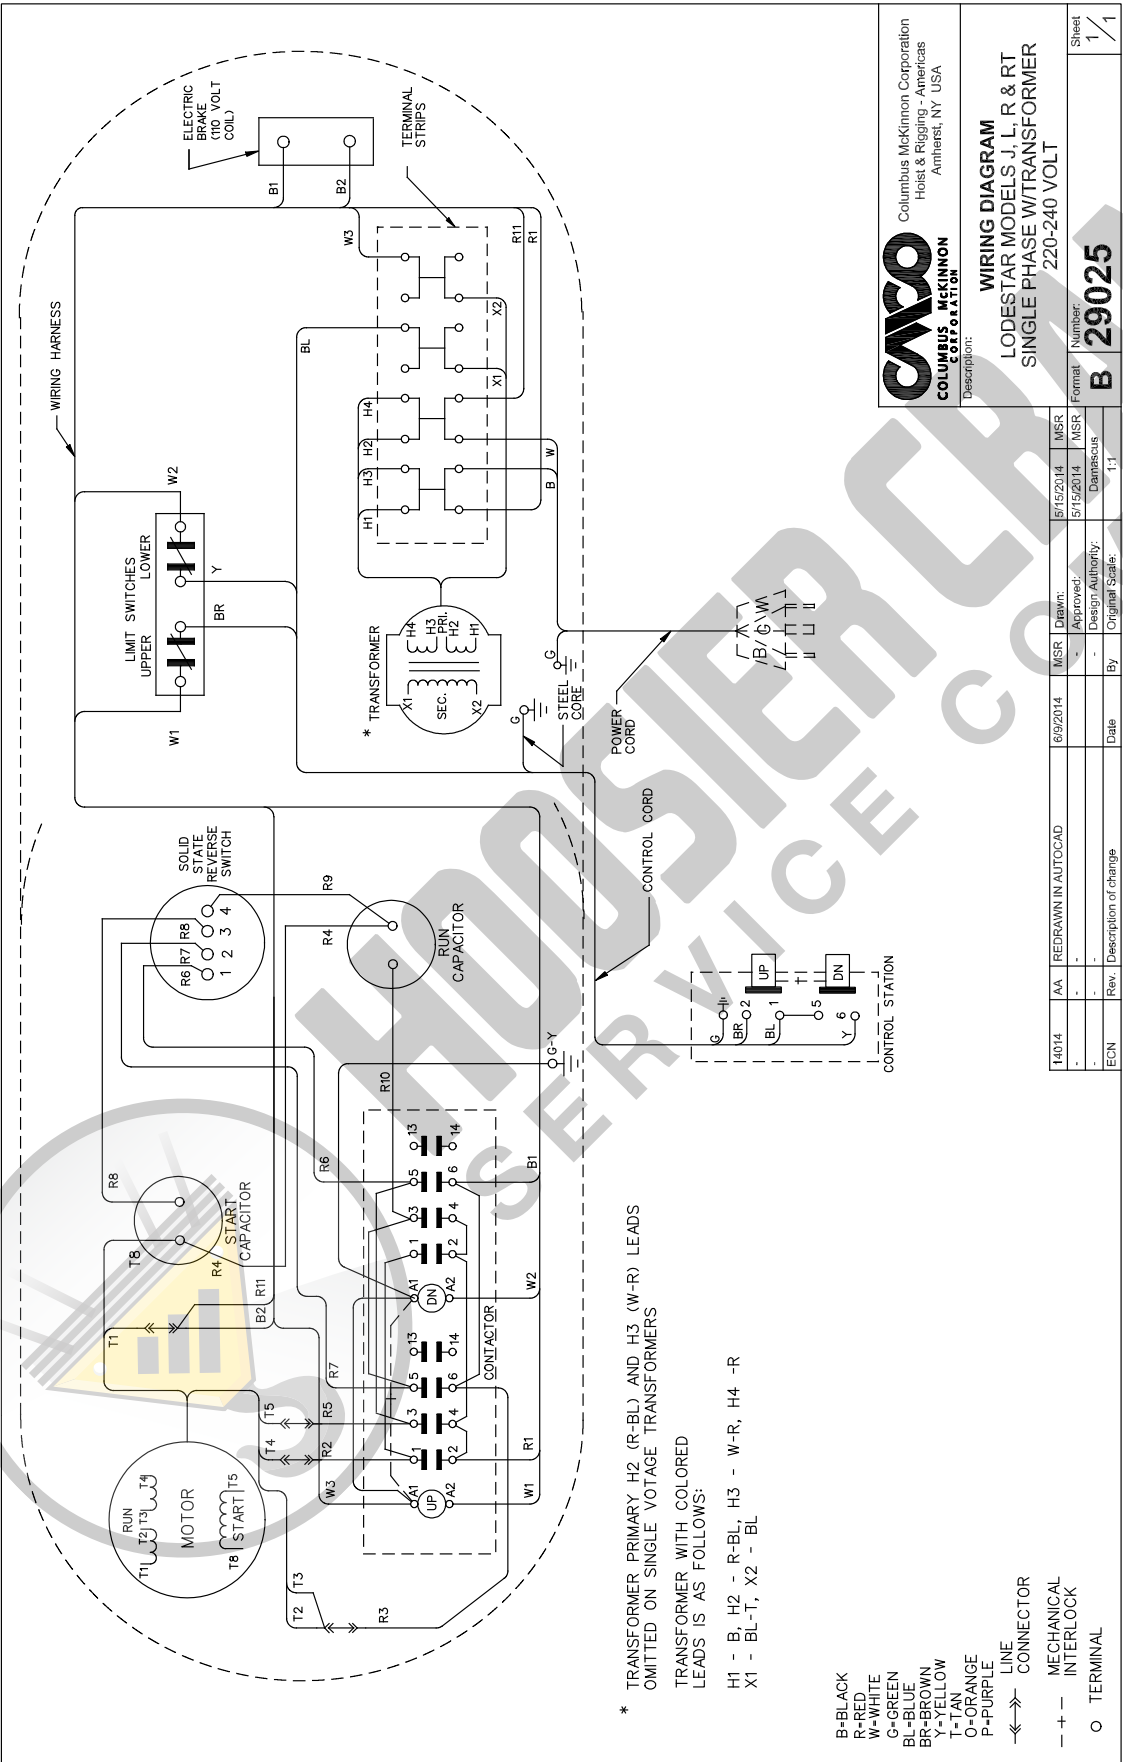 WIRING HARNESS
ELECTRIC
BRAKE
(110 VOLT
COIL)
B1
B2
TERMINAL
STRIPS
W3
R11
R1
X2
X1
BL
H4
H2
H3
H1
W
B
LIMIT SWITCHES
UPPER
LOWER
W1
W2
Y
BR
* TRANSFORMER
X1
SEC.
X2
H4
H3
PRI.
H2
H1
G
G
STEEL
CORE
POWER
CORD
B
G
W
SOLID
STATE
REVERSE
SWITCH
R6
R7
R8
1
2
3
4
R9
R4
RUN
CAPACITOR
R10
CONTROL CORD
G-Y
R8
T8
START
CAPACITOR
R4
R11
B2
T1
R6
R7
T5
T4
R5
R2
W3
MOTOR
RUN
T1
T2
T3
T4
START
T8
T5
T3
T2
R3
CONTACTOR
A1
UP
A2
1
2
3
4
5
6
13
14
A1
DN
A2
1
2
3
4
5
6
13
14
W1
R1
W2
B1
G
BR
2
BL
1
5
Y
6
UP
DN
CONTROL STATION
* TRANSFORMER PRIMARY H2 (R-BL) AND H3 (W-R) LEADS
OMITTED ON SINGLE VOTAGE TRANSFORMERS
TRANSFORMER WITH COLORED
LEADS IS AS FOLLOWS:
H1 - B, H2 - R-BL, H3 - W-R, H4 -R
X1 - BL-T, X2 - BL
B=BLACK
R=RED
W=WHITE
G=GREEN
BL=BLUE
BR=BROWN
Y=YELLOW
T=TAN
O=ORANGE
P=PURPLE
LINE
CONNECTOR
MECHANICAL
INTERLOCK
TERMINAL
14014 AA REDRAWN IN AUTOCAD 6/9/2014 MSR
- - - - -
- - - - -
ECN Rev. Description of change Date By
Drawn: 5/15/2014 MSR
Approved: 5/15/2014 MSR
Design Authority: Damascus
Original Scale: 1:1
CMCO
COLUMBUS McKINNON
CORPORATION
Columbus McKinnon Corporation
Hoist & Rigging - Americas
Amherst, NY USA
Description:
WIRING DIAGRAM
LODESTAR MODELS J, L, R & RT
SINGLE PHASE W/TRANSFORMER
220-240 VOLT
Format
B
Number:
29025
Sheet
1/1
HOOSIER CRA
SERVICE CO